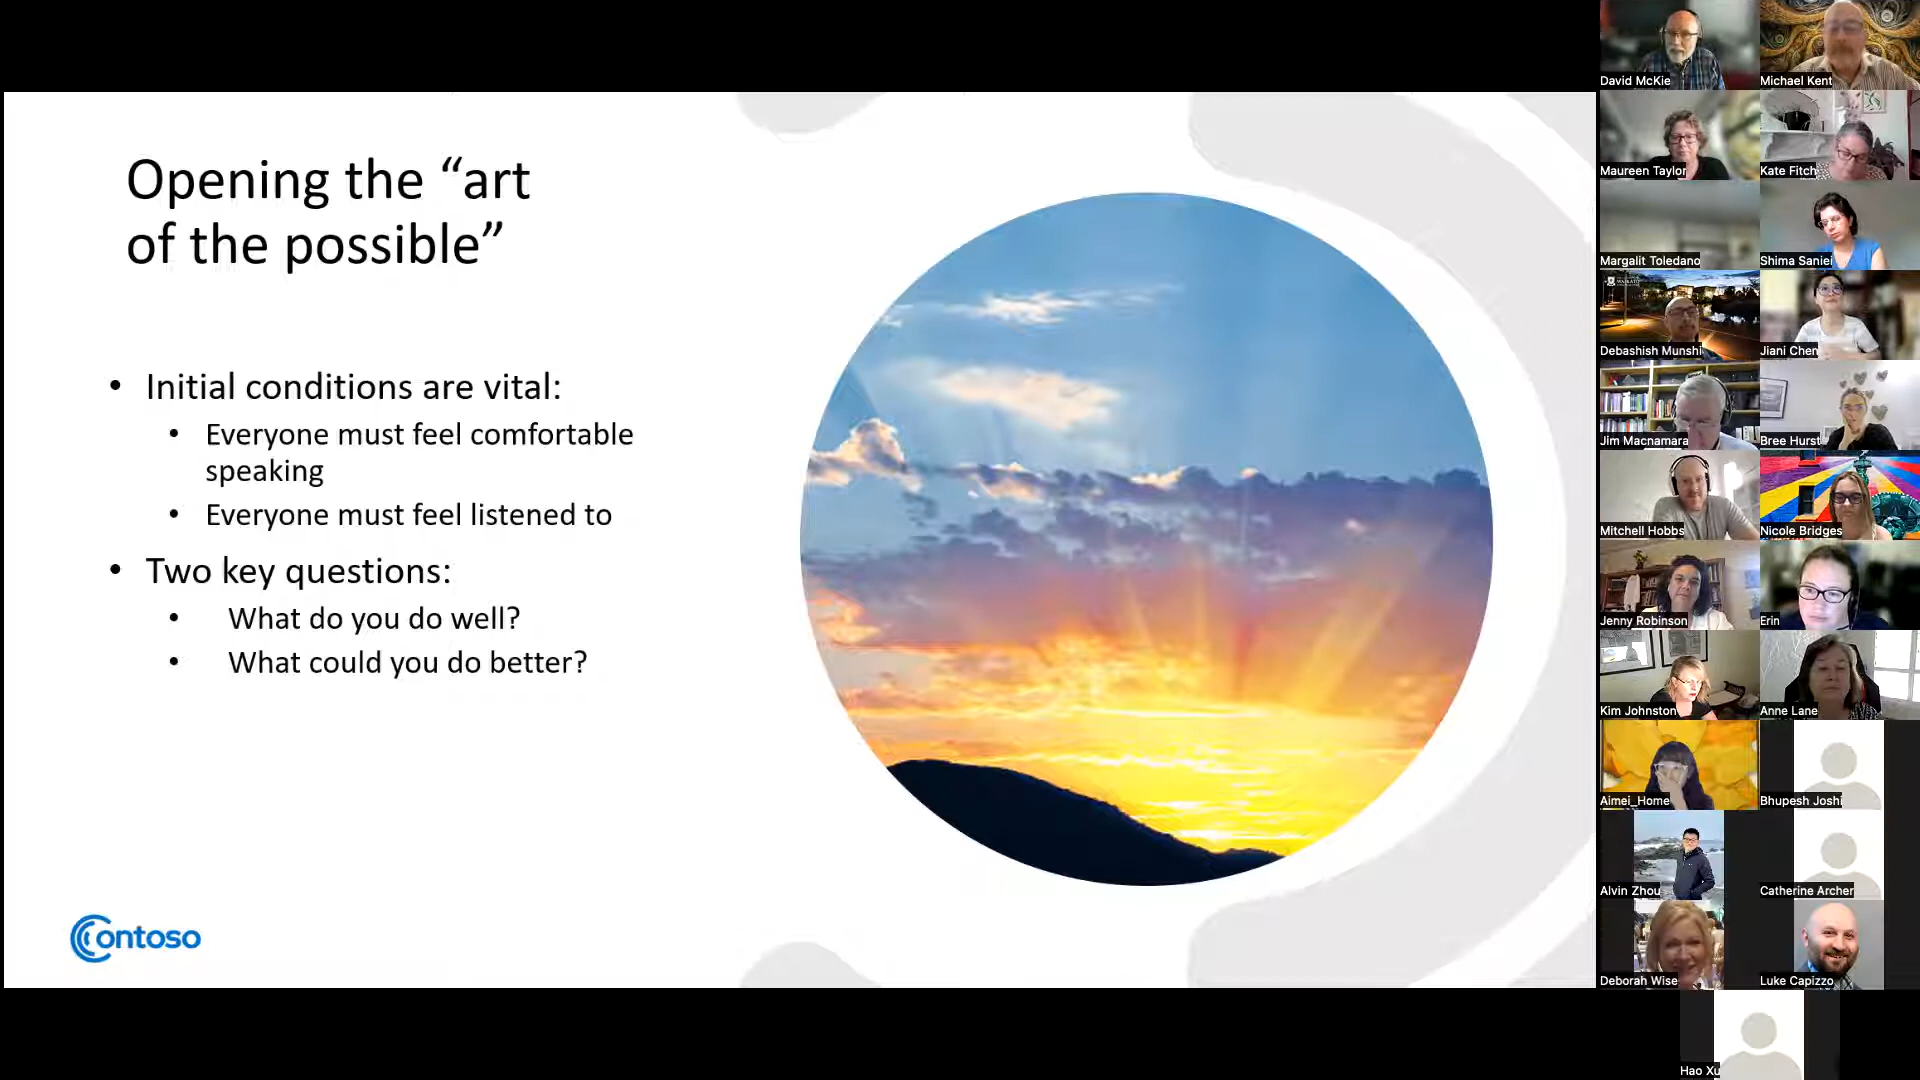 Opening the “art
of the possible”
• Initial conditions are vital:
• Everyone must feel comfortable
speaking
• Everyone must feel listened to
• Two key questions:
• What do you do well?
• What could you do better?
Contoso
David McKie
Michael Kent
Maureen Taylor
Kate Fitch
Margalit Toledano
Shima Saniei
WAIKATO
Debashish Munshi
Jiani Chen
Jim Macnamara
Bree Hurst
Mitchell Hobbs
Nicole Bridges
Jenny Robinson
Erin
Kim Johnston
Anne Lane
Aimei_Home
Bhupesh Joshi
Alvin Zhou
Catherine Archer
Deborah Wise
Luke Capizzo
Hao Xu